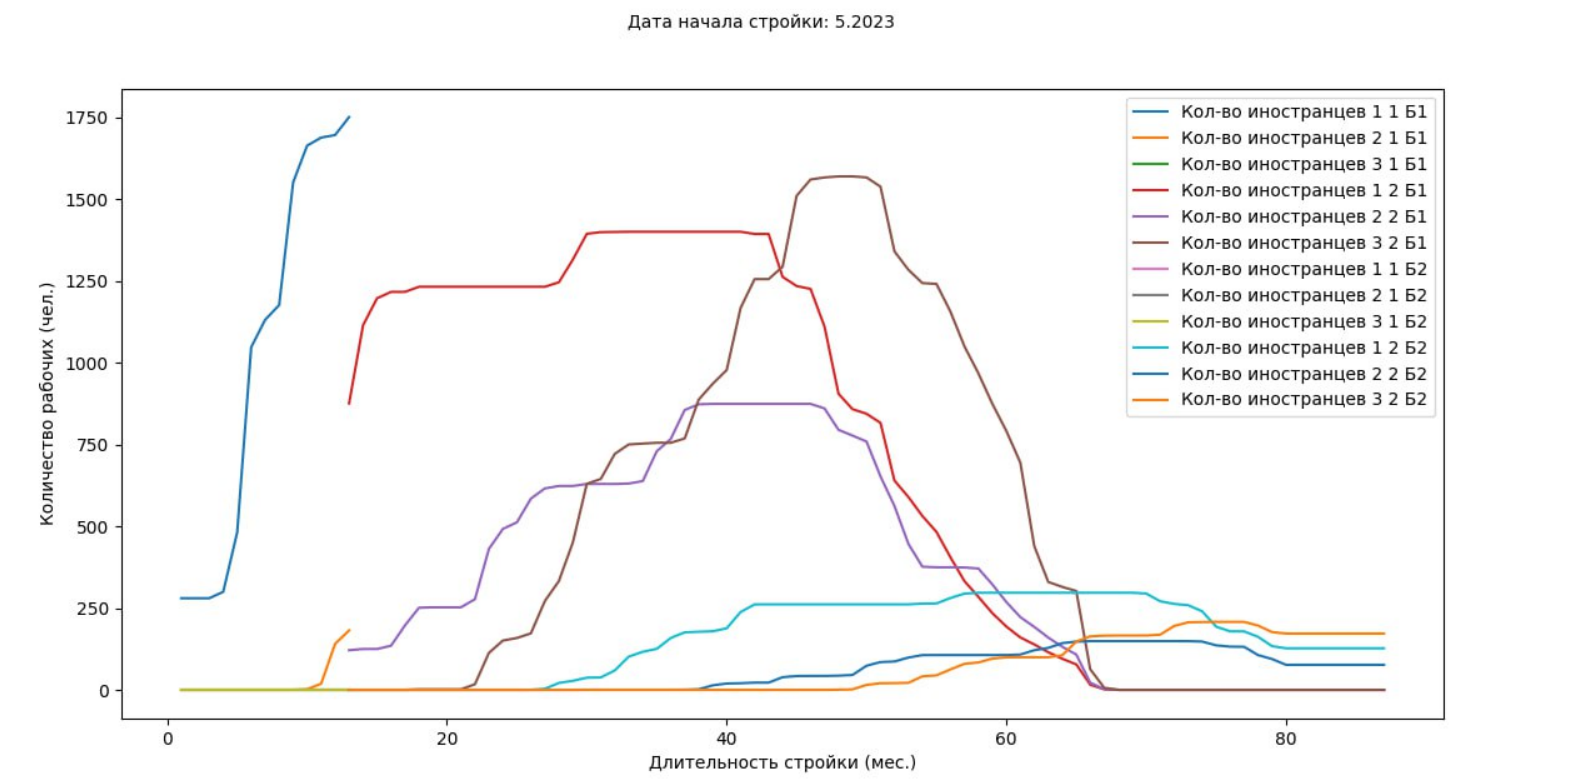 Дата начала стройки: 5.2023
1750
1500
1250
1000
750
500
250
0
Количество рабочих (чел.)
Кол-во иностранцев 1 1 Б1
Кол-во иностранцев 2 1 Б1
Кол-во иностранцев 3 1 Б1
Кол-во иностранцев 1 2 Б1
Кол-во иностранцев 2 2 Б1
Кол-во иностранцев 3 2 Б1
Кол-во иностранцев 1 1 Б2
Кол-во иностранцев 2 1 Б2
Кол-во иностранцев 3 1 Б2
Кол-во иностранцев 1 2 Б2
Кол-во иностранцев 2 2 Б2
Кол-во иностранцев 3 2 Б2
0 20 40 60 80
Длительность стройки (мес.)